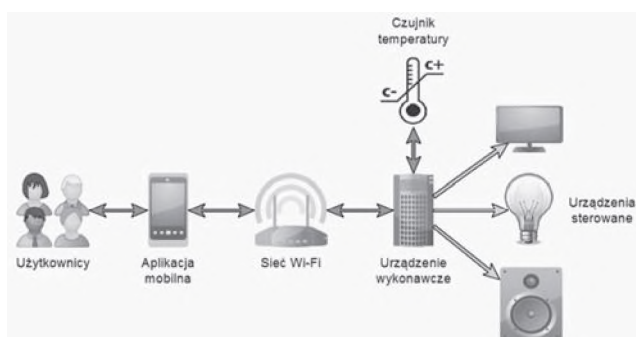 Czujnik
temperatury
c+
c-
Użytkownicy
Aplikacja
mobilna
Sieć Wi-Fi
Urządzenie
wykonawcze
Urządzenia
sterowane